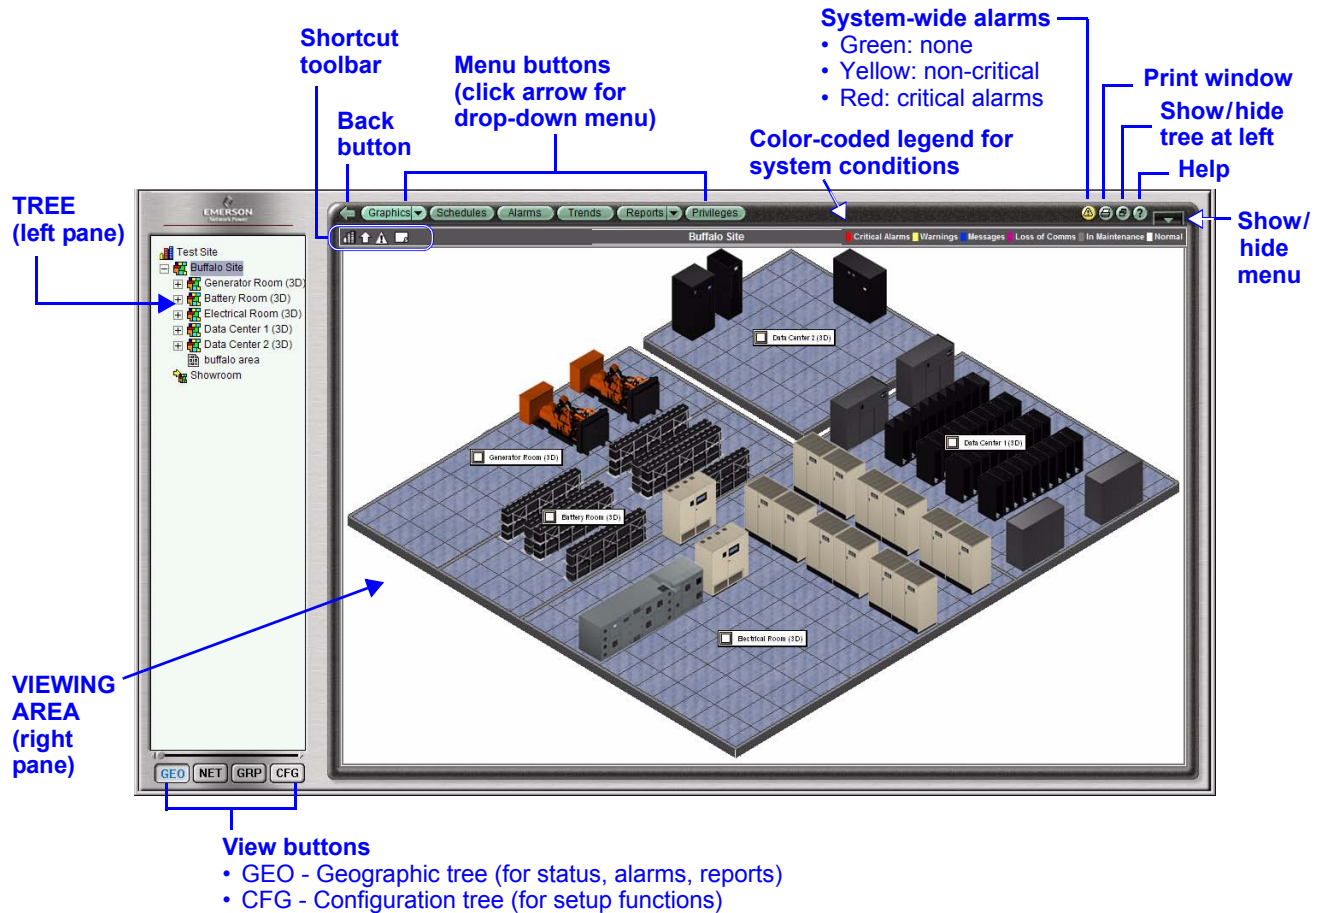 System-wide alarms
• Green: none
• Yellow: non-critical
• Red: critical alarms
Shortcut
toolbar
Menu buttons
(click arrow for
drop-down menu)
Back
button
Color-coded legend for
system conditions
Print window
Show/hide
tree at left
Help
Show/
hide
menu
TREE
(left pane)
VIEWING
AREA
(right
pane)
EMERSON
Network Power
Graphics
Schedules
Alarms
Trends
Reports
Privileges
?
Buffalo Site
Critical Alarms
Warnings
Messages
Loss of Comms
In Maintenance
Normal
Test Site
Buffalo Site
Generator Room (3D)
Battery Room (3D)
Electrical Room (3D)
Data Center 1 (3D)
Data Center 2 (3D)
buffalo area
Showroom
Data Center 2 (3D)
Data Center 1 (3D)
Generator Room (3D)
Battery Room (3D)
Electrical Room (3D)
GEO NET GRP CFG
View buttons
• GEO - Geographic tree (for status, alarms, reports)
• CFG - Configuration tree (for setup functions)